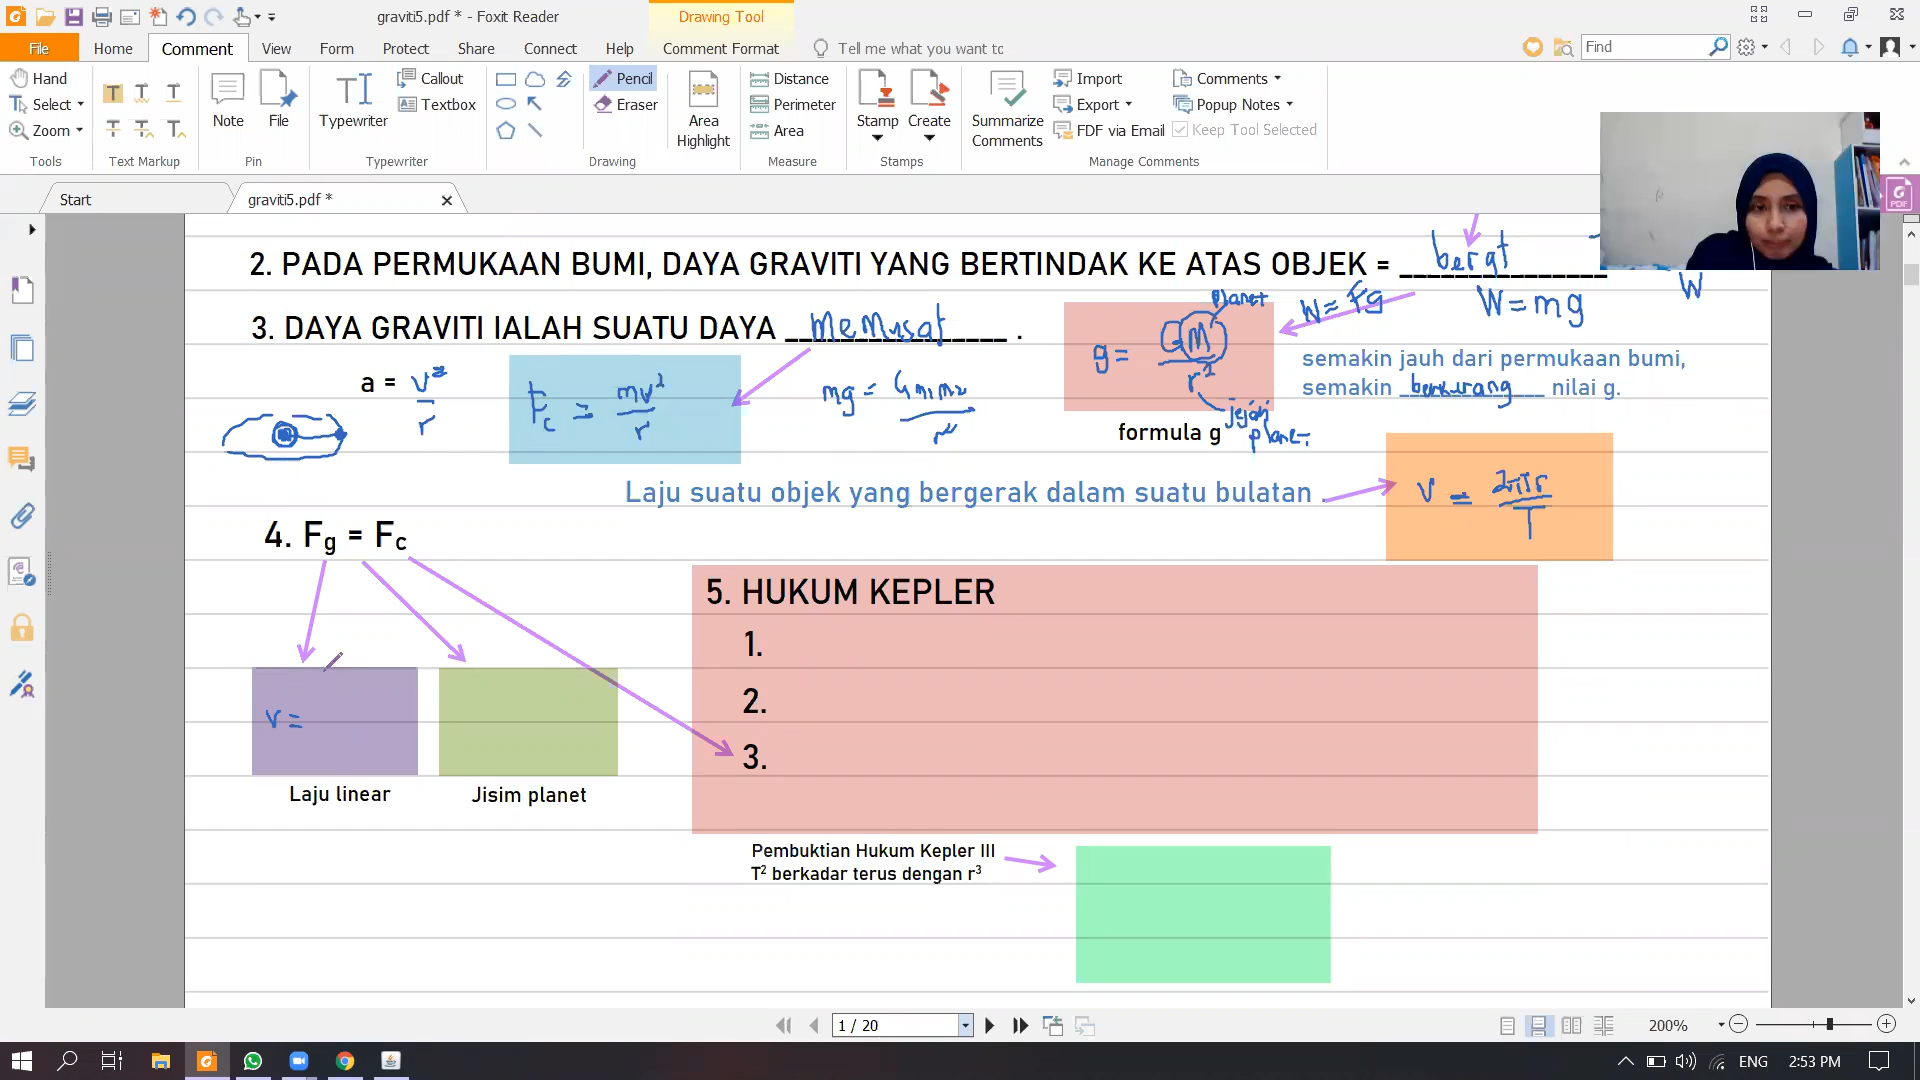 graviti5.pdf * - Foxit Reader
Drawing Tool
File
Home
Comment
View
Form
Protect
Share
Connect
Help
Comment Format
Tell me what you want to
Find
Hand
Select
Zoom
Tools
Text Markup
Note
File
Pin
Typewriter
Callout
Textbox
Typewriter
Pencil
Eraser
Drawing
Area Highlight
Distance
Perimeter
Area
Measure
Stamp
Create
Stamps
Summarize Comments
Import
Export
FDF via Email
Comments
Popup Notes
Keep Tool Selected
Manage Comments
Start
graviti5.pdf *
PDF
2. PADA PERMUKAAN BUMI, DAYA GRAVITI YANG BERTINDAK KE ATAS OBJEK = berat
W = Fg
W = mg
W
3. DAYA GRAVITI IALAH SUATU DAYA memusat .
a = v²/r
Fc = mv²/r
mg = Gm₁m₂/r²
g = GM/r²
planet
jejari planet
formula g
semakin jauh dari permukaan bumi,
semakin berkurang nilai g.
Laju suatu objek yang bergerak dalam suatu bulatan .
v = 2πr/T
4. Fg = Fc
v =
Laju linear
Jisim planet
5. HUKUM KEPLER
1.
2.
3.
Pembuktian Hukum Kepler III
T² berkadar terus dengan r³
1 / 20
200%
ENG
2:53 PM